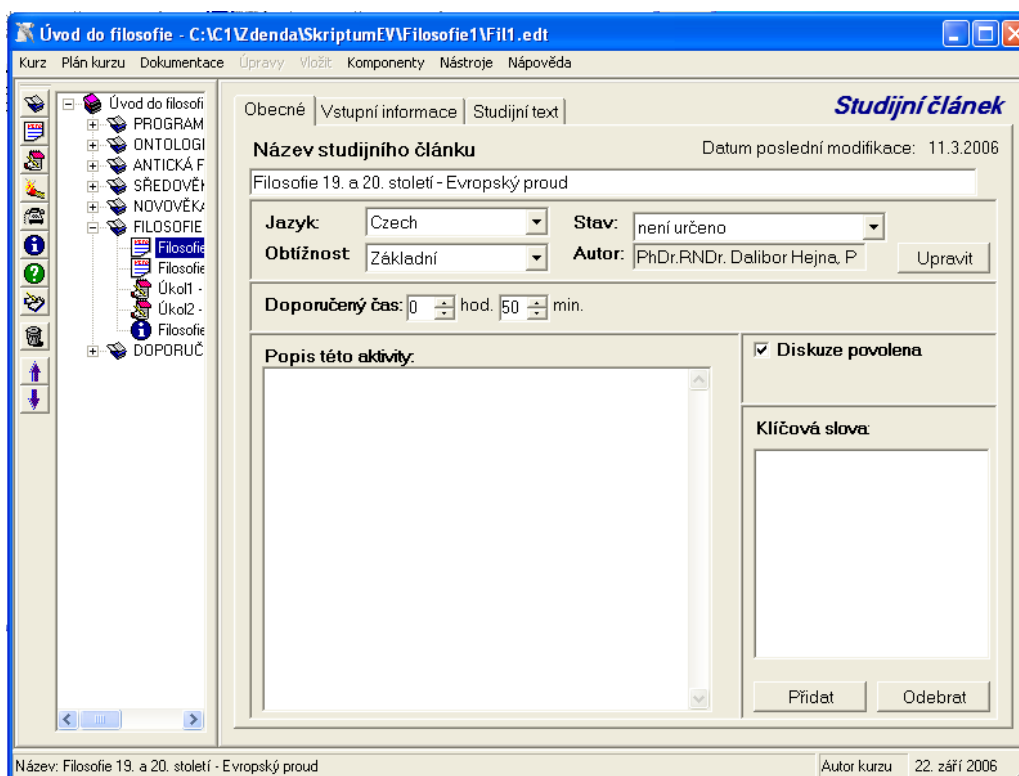 Úvod do filosofie - C:\C1\Zdenda\SkriptumEV\Filosofie1\Fil1.edt
Kurz Plán kurzu Dokumentace Úpravy Vložit Komponenty Nástroje Nápověda
Úvod do filosofi
PROGRAM
ONTOLOGI
ANTICKÁ F
SŘEDOVĚK
NOVOVĚKA
FILOSOFIE
Filosofie
Filosofie
Úkol1 -
Úkol2 -
Filosofie
DOPORUČ
Obecné Vstupní informace Studijní text
Studijní článek
Název studijního článku
Datum poslední modifikace: 11.3.2006
Filosofie 19. a 20. století - Evropský proud
Jazyk: Czech Stav: není určeno
Obtížnost Základní Autor: PhDr.RNDr. Dalibor Hejna, P Upravit
Doporučený čas: 0 hod. 50 min.
Popis této aktivity:
Diskuze povolena
Klíčová slova:
Přidat Odebrat
Název: Filosofie 19. a 20. století - Evropský proud
Autor kurzu 22. září 2006